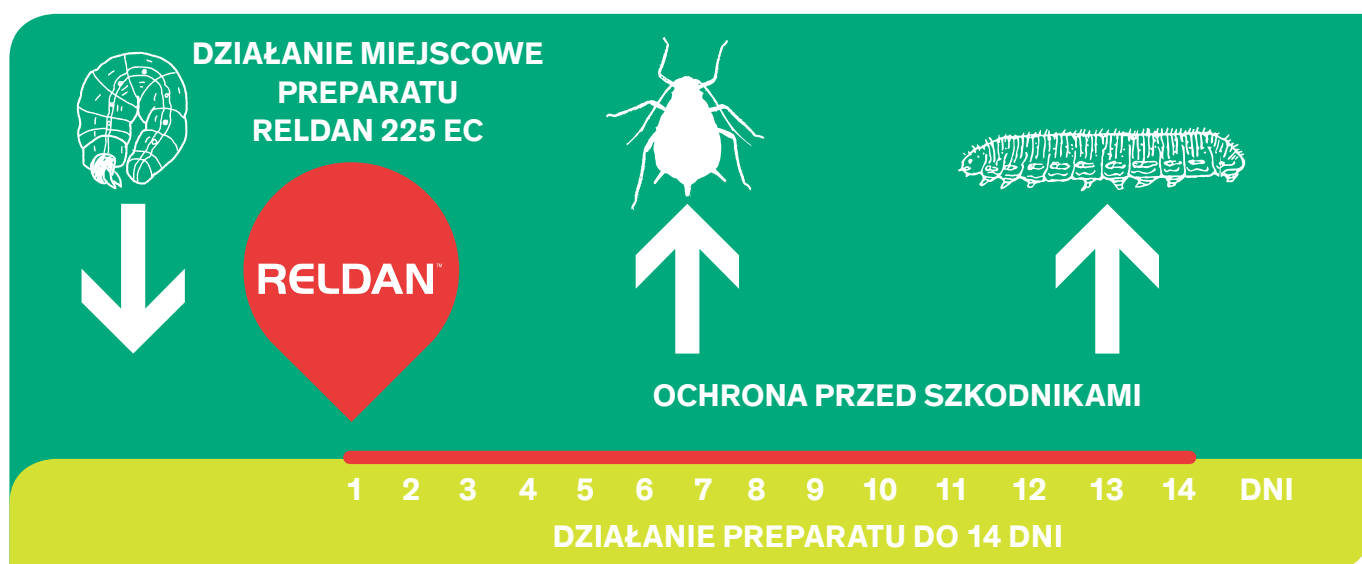 DZIAŁANIE MIEJSCOWE
PREPARATU
RELDAN 225 EC
RELDAN™
OCHRONA PRZED SZKODNIKAMI
1 2 3 4 5 6 7 8 9 10 11 12 13 14 DNI
DZIAŁANIE PREPARATU DO 14 DNI